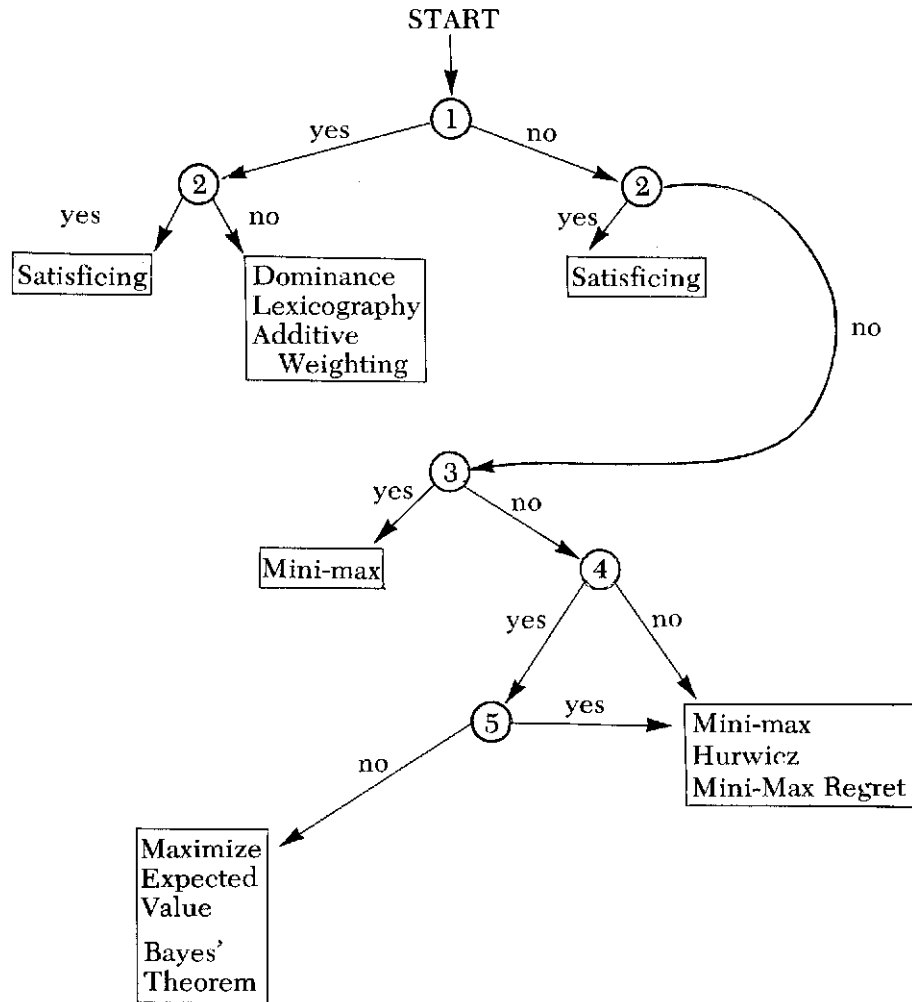 START
1
yes
no
2
2
yes
no
yes
Satisficing
Dominance
Lexicography
Additive
Weighting
Satisficing
no
3
yes
no
Mini-max
4
yes
no
5
yes
Mini-max
Hurwicz
Mini-Max Regret
no
Maximize
Expected
Value
Bayes'
Theorem